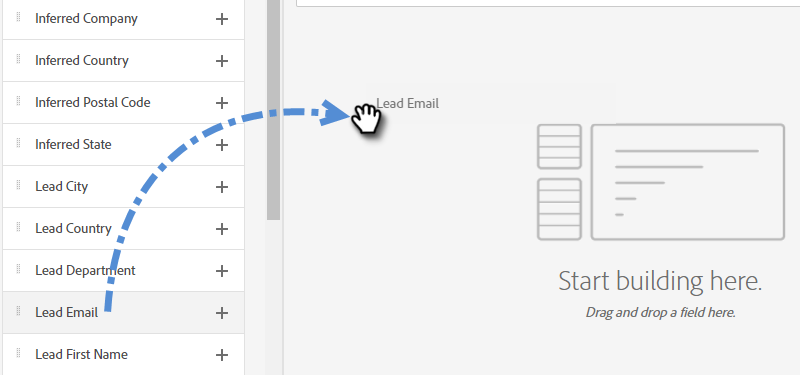 Inferred Company
Inferred Country
Inferred Postal Code
Inferred State
Lead City
Lead Country
Lead Department
Lead Email
Lead First Name
Lead Email
Start building here.
Drag and drop a field here.